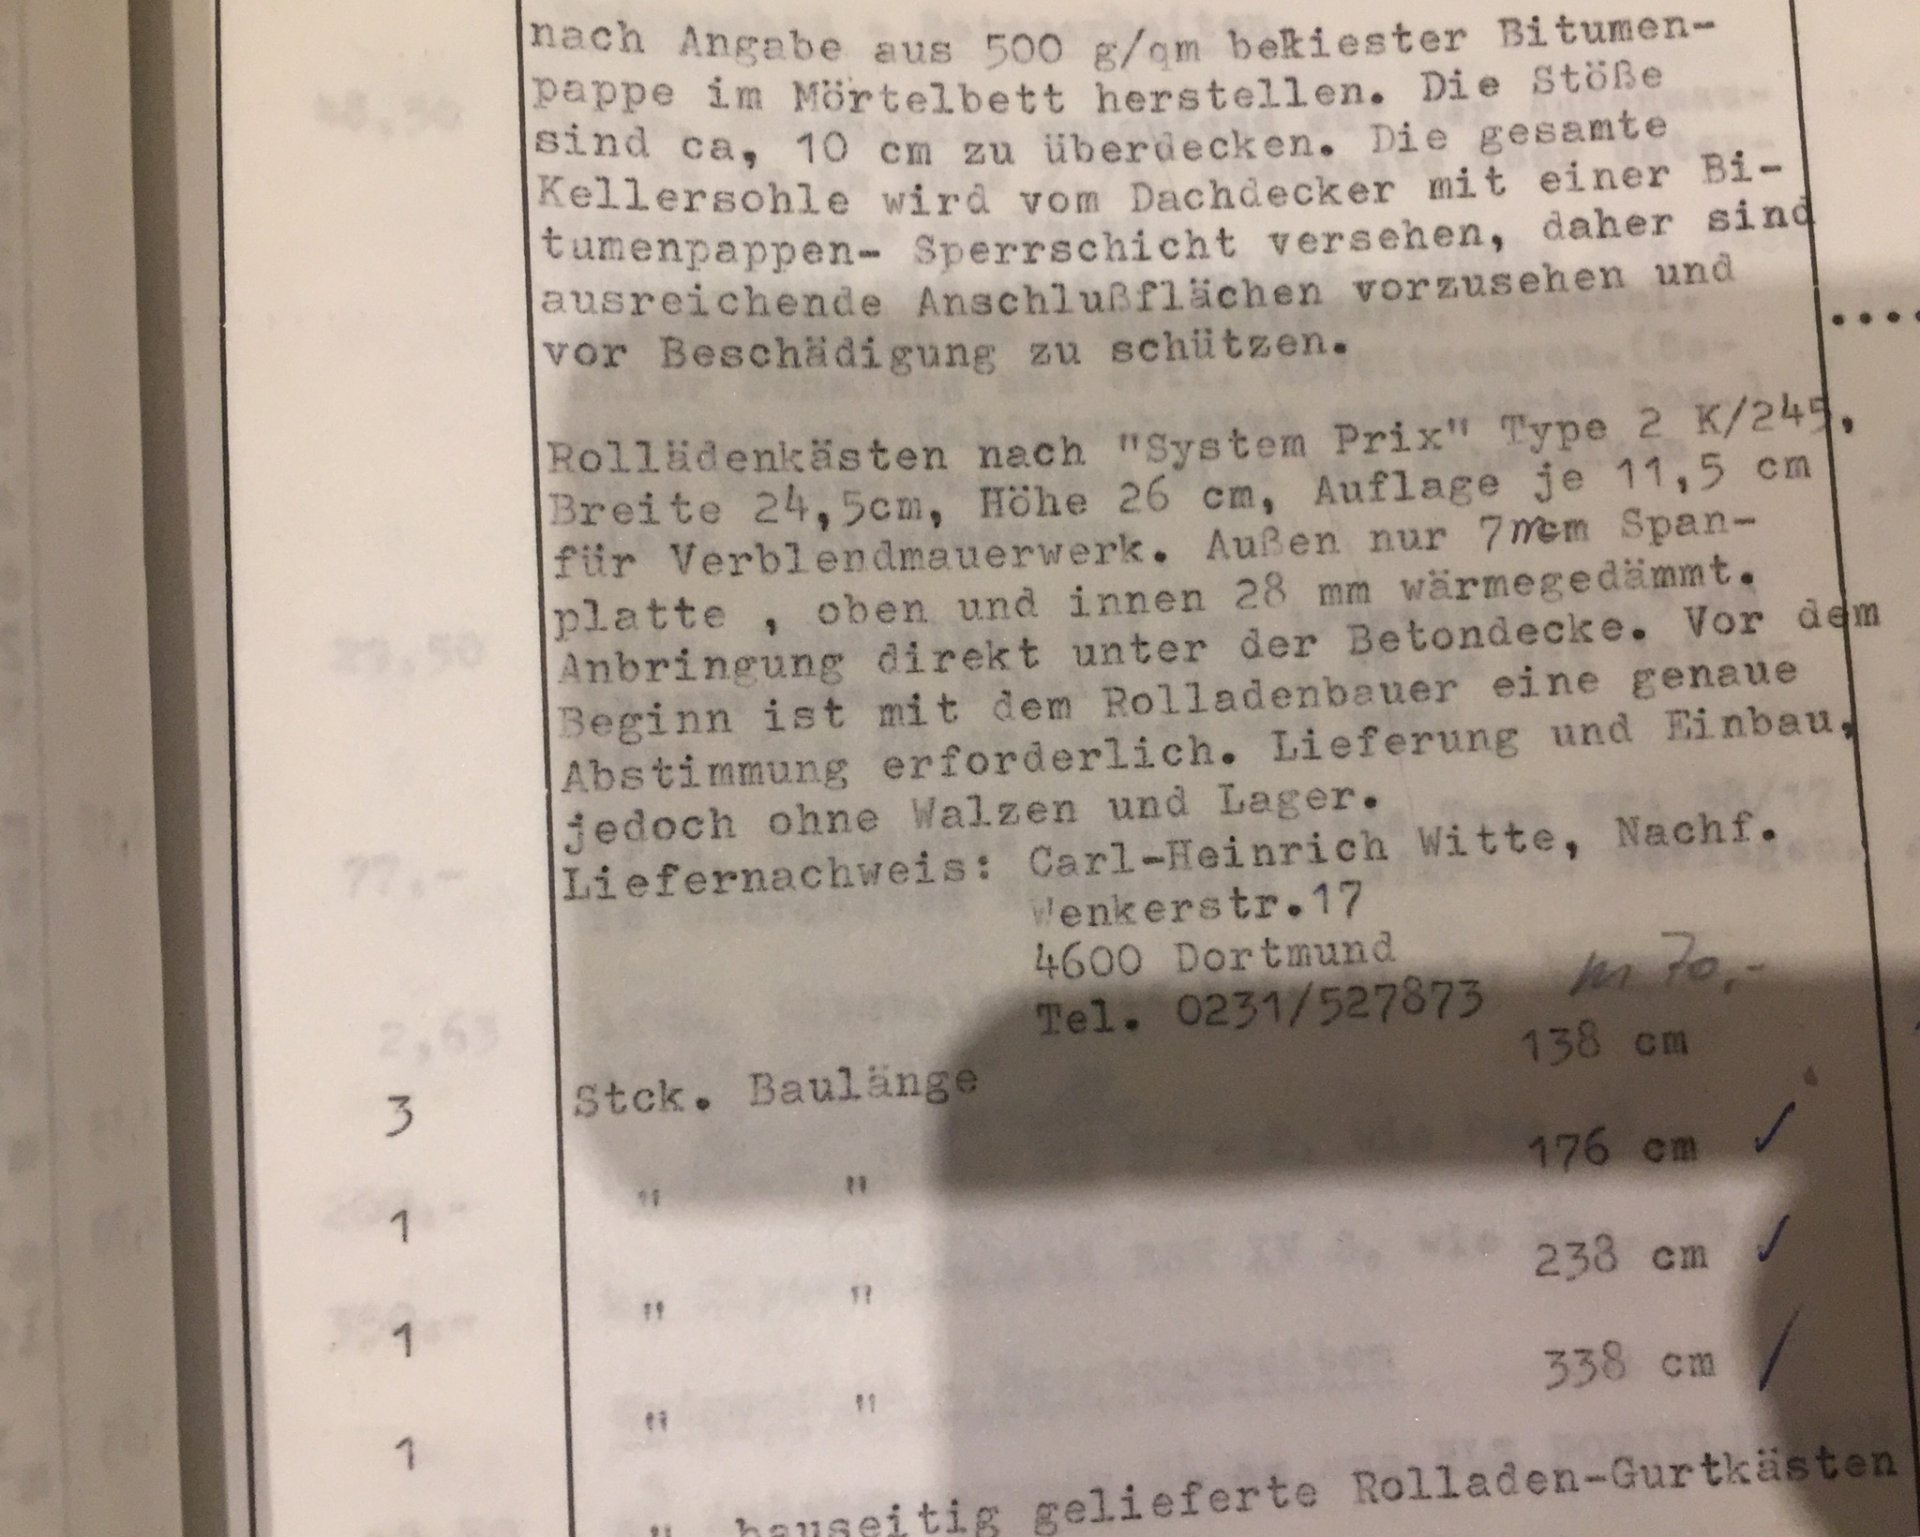 nach Angabe aus 500 g/qm bekiester Bitumen-
pappe im Mörtelbett herstellen. Die Stöße
sind ca, 10 cm zu überdecken. Die gesamte
Kellersohle wird vom Dachdecker mit einer Bi-
tumenpappen- Sperrschicht versehen, daher sind
ausreichende Anschlußflächen vorzusehen und
vor Beschädigung zu schützen.
....
Rollädenkästen nach "System Prix" Type 2 K/245,
Breite 24,5cm, Höhe 26 cm, Auflage je 11,5 cm
für Verblendmauerwerk. Außen nur 7mm Span-
platte , oben und innen 28 mm wärmegedämmt.
Anbringung direkt unter der Betondecke. Vor dem
Beginn ist mit dem Rolladenbauer eine genaue
Abstimmung erforderlich. Lieferung und Einbau,
jedoch ohne Walzen und Lager.
Liefernachweis: Carl-Heinrich Witte, Nachf.
Wenkerstr.17
4600 Dortmund
Tel. 0231/527873
m 70,-
3 Stck. Baulänge 138 cm
1 " " 176 cm ✓
1 " " 238 cm ✓
1 " " 338 cm /
" bauseitig gelieferte Rolladen-Gurtkästen